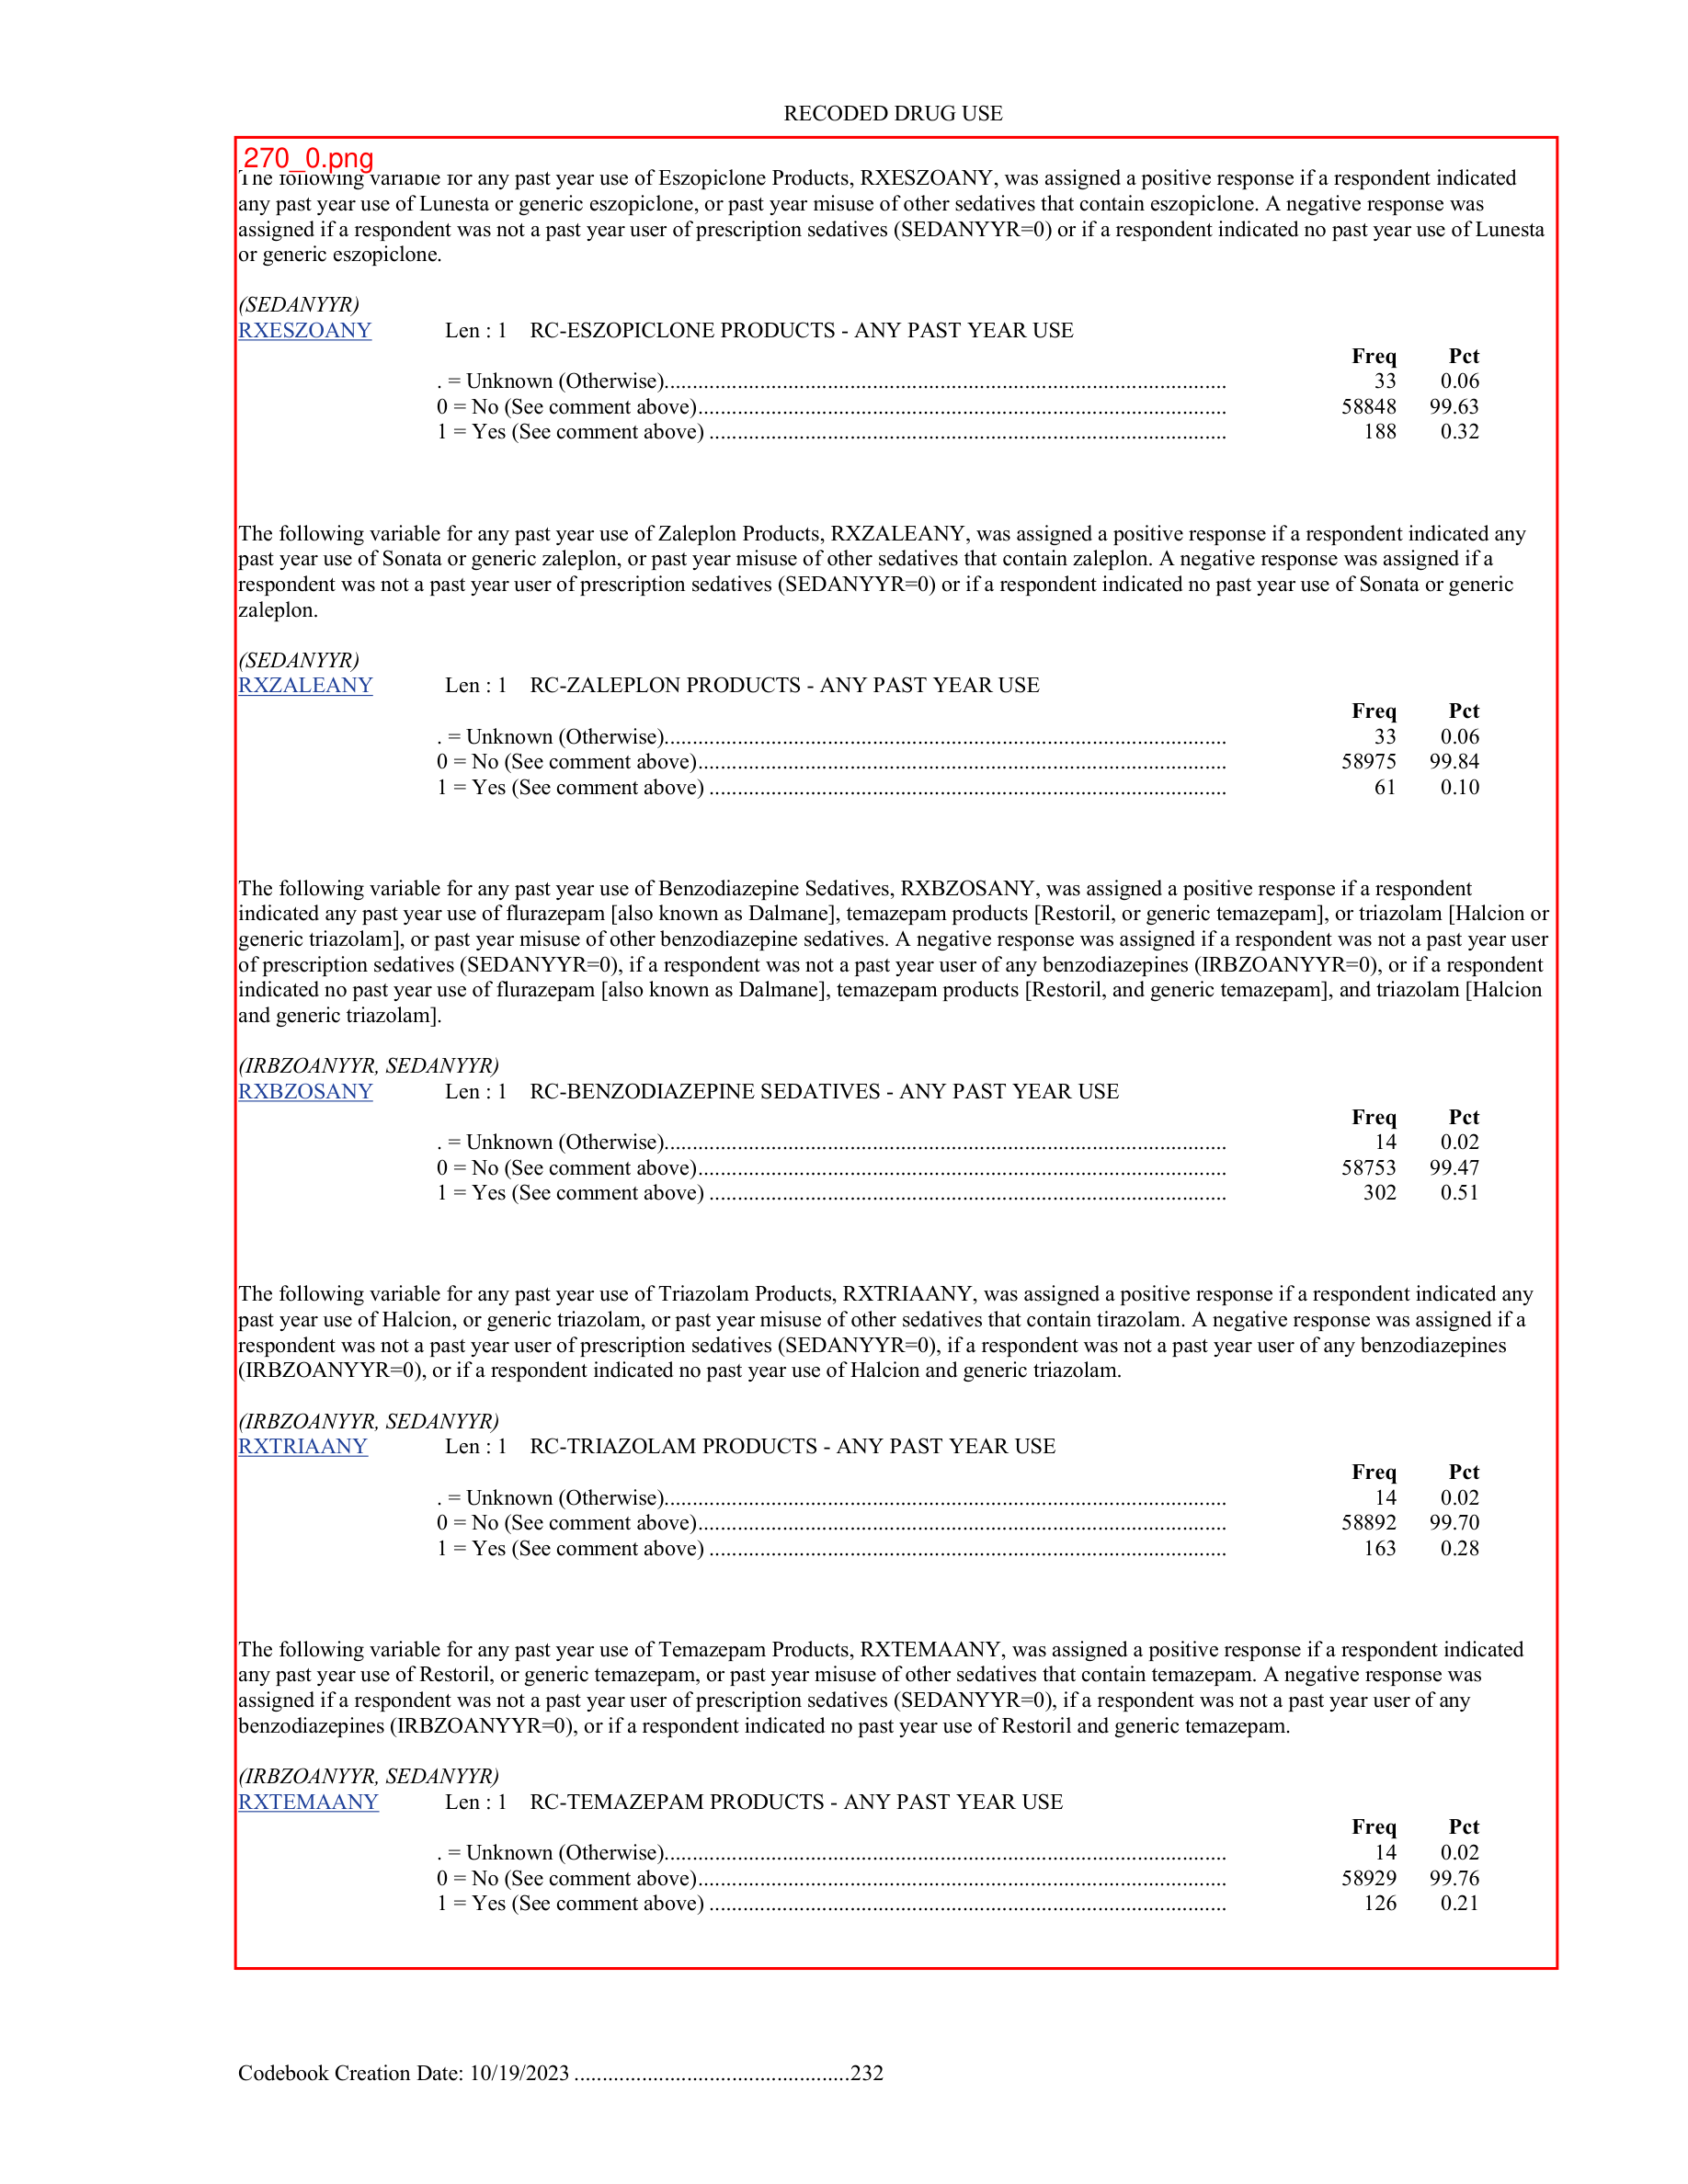 RECODED DRUG USE
270_0.png
The following variable for any past year use of Eszopiclone Products, RXESZOANY, was assigned a positive response if a respondent indicated
any past year use of Lunesta or generic eszopiclone, or past year misuse of other sedatives that contain eszopiclone. A negative response was
assigned if a respondent was not a past year user of prescription sedatives (SEDANYYR=0) or if a respondent indicated no past year use of Lunesta
or generic eszopiclone.
(SEDANYYR)
RXESZOANY Len : 1 RC-ESZOPICLONE PRODUCTS - ANY PAST YEAR USE
Freq Pct
. = Unknown (Otherwise).................................................................................................... 33 0.06
0 = No (See comment above).............................................................................................. 58848 99.63
1 = Yes (See comment above) ............................................................................................ 188 0.32
The following variable for any past year use of Zaleplon Products, RXZALEANY, was assigned a positive response if a respondent indicated any
past year use of Sonata or generic zaleplon, or past year misuse of other sedatives that contain zaleplon. A negative response was assigned if a
respondent was not a past year user of prescription sedatives (SEDANYYR=0) or if a respondent indicated no past year use of Sonata or generic
zaleplon.
(SEDANYYR)
RXZALEANY Len : 1 RC-ZALEPLON PRODUCTS - ANY PAST YEAR USE
Freq Pct
. = Unknown (Otherwise).................................................................................................... 33 0.06
0 = No (See comment above).............................................................................................. 58975 99.84
1 = Yes (See comment above) ............................................................................................ 61 0.10
The following variable for any past year use of Benzodiazepine Sedatives, RXBZOSANY, was assigned a positive response if a respondent
indicated any past year use of flurazepam [also known as Dalmane], temazepam products [Restoril, or generic temazepam], or triazolam [Halcion or
generic triazolam], or past year misuse of other benzodiazepine sedatives. A negative response was assigned if a respondent was not a past year user
of prescription sedatives (SEDANYYR=0), if a respondent was not a past year user of any benzodiazepines (IRBZOANYYR=0), or if a respondent
indicated no past year use of flurazepam [also known as Dalmane], temazepam products [Restoril, and generic temazepam], and triazolam [Halcion
and generic triazolam].
(IRBZOANYYR, SEDANYYR)
RXBZOSANY Len : 1 RC-BENZODIAZEPINE SEDATIVES - ANY PAST YEAR USE
Freq Pct
. = Unknown (Otherwise).................................................................................................... 14 0.02
0 = No (See comment above).............................................................................................. 58753 99.47
1 = Yes (See comment above) ............................................................................................ 302 0.51
The following variable for any past year use of Triazolam Products, RXTRIAANY, was assigned a positive response if a respondent indicated any
past year use of Halcion, or generic triazolam, or past year misuse of other sedatives that contain tirazolam. A negative response was assigned if a
respondent was not a past year user of prescription sedatives (SEDANYYR=0), if a respondent was not a past year user of any benzodiazepines
(IRBZOANYYR=0), or if a respondent indicated no past year use of Halcion and generic triazolam.
(IRBZOANYYR, SEDANYYR)
RXTRIAANY Len : 1 RC-TRIAZOLAM PRODUCTS - ANY PAST YEAR USE
Freq Pct
. = Unknown (Otherwise).................................................................................................... 14 0.02
0 = No (See comment above).............................................................................................. 58892 99.70
1 = Yes (See comment above) ............................................................................................ 163 0.28
The following variable for any past year use of Temazepam Products, RXTEMAANY, was assigned a positive response if a respondent indicated
any past year use of Restoril, or generic temazepam, or past year misuse of other sedatives that contain temazepam. A negative response was
assigned if a respondent was not a past year user of prescription sedatives (SEDANYYR=0), if a respondent was not a past year user of any
benzodiazepines (IRBZOANYYR=0), or if a respondent indicated no past year use of Restoril and generic temazepam.
(IRBZOANYYR, SEDANYYR)
RXTEMAANY Len : 1 RC-TEMAZEPAM PRODUCTS - ANY PAST YEAR USE
Freq Pct
. = Unknown (Otherwise).................................................................................................... 14 0.02
0 = No (See comment above).............................................................................................. 58929 99.76
1 = Yes (See comment above) ............................................................................................ 126 0.21
Codebook Creation Date: 10/19/2023 .................................................232